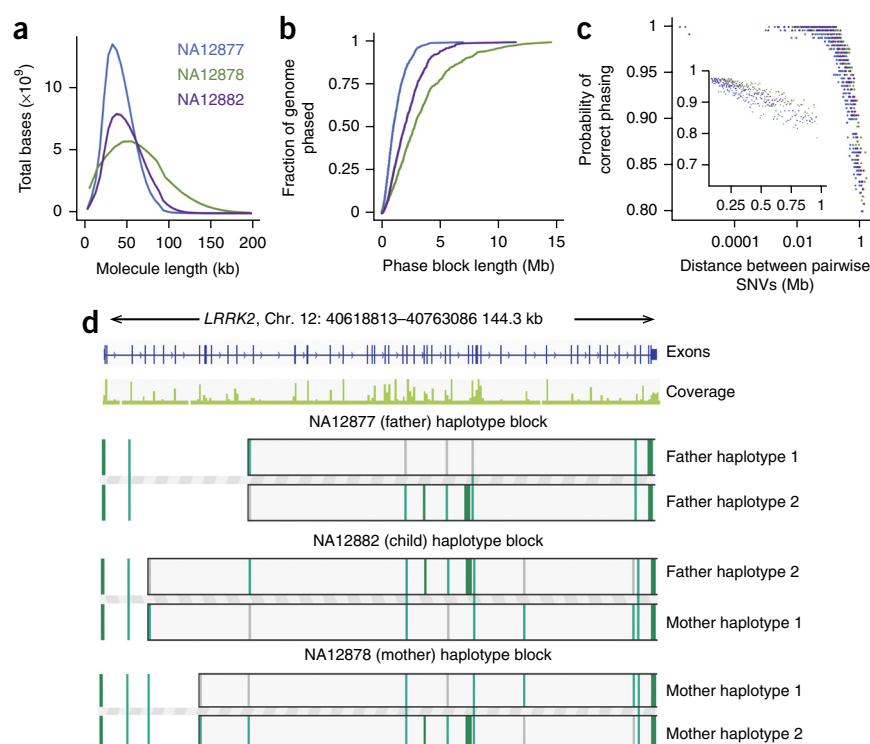 a
NA12877
NA12878
NA12882
Total bases (×10⁹)
10
5
0
0 50 100 150 200
Molecule length (kb)
b
Fraction of genome
phased
1
0.75
0.50
0.25
0
0 5 10 15
Phase block length (Mb)
c
Probability of
correct phasing
1
0.95
0.90
0.85
0.80
1
0.9
0.8
0.7
0.25 0.5 0.75 1
0.0001 0.01 1
Distance between pairwise
SNVs (Mb)
d
LRRK2, Chr. 12: 40618813–40763086 144.3 kb
Exons
Coverage
NA12877 (father) haplotype block
Father haplotype 1
Father haplotype 2
NA12882 (child) haplotype block
Father haplotype 2
Mother haplotype 1
NA12878 (mother) haplotype block
Mother haplotype 1
Mother haplotype 2